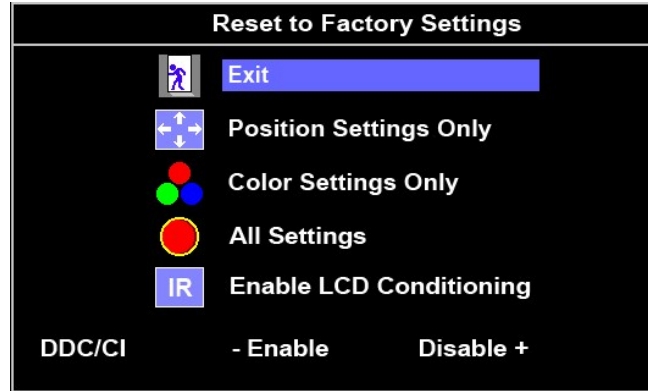 Reset to Factory Settings
Exit
Position Settings Only
Color Settings Only
All Settings
IR Enable LCD Conditioning
DDC/CI - Enable Disable +